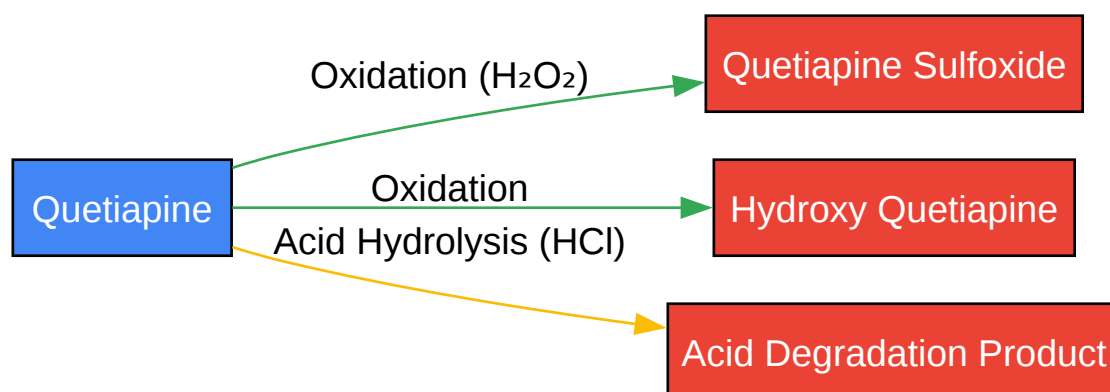 Oxidation (H₂O₂)
Quetiapine Sulfoxide
Quetiapine
Oxidation
Hydroxy Quetiapine
Acid Hydrolysis (HCl)
Acid Degradation Product